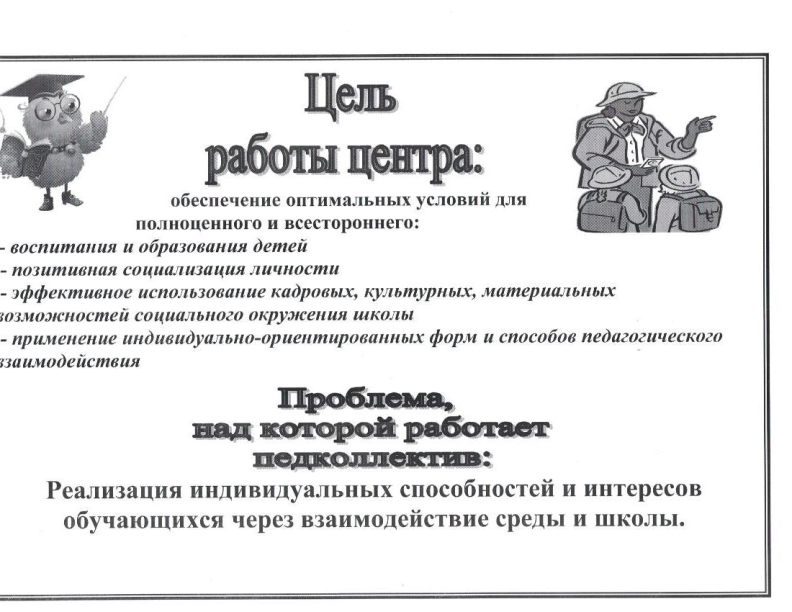 Цель
работы центра:
обеспечение оптимальных условий для
полноценного и всестороннего:
- воспитания и образования детей
- позитивная социализация личности
- эффективное использование кадровых, культурных, материальных
возможностей социального окружения школы
- применение индивидуально-ориентированных форм и способов педагогического
взаимодействия
Проблема,
над которой работает
педколлектив:
Реализация индивидуальных способностей и интересов
обучающихся через взаимодействие среды и школы.